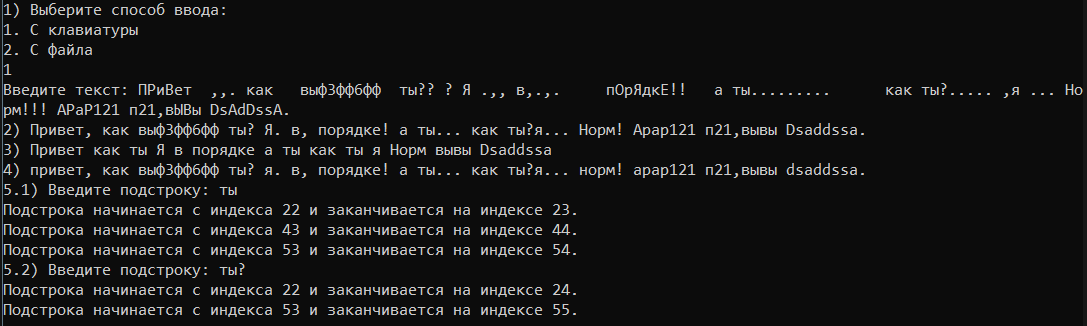 1) Выберите способ ввода:
1. С клавиатуры
2. С файла
1
Введите текст: ПРиВет  ,,. как   выф3фф6фф  ты?? ? Я .,, в,.,.     пОрЯдкЕ!!   а ты.........      как ты?..... ,я ... Но
рм!!! АРаР121 п21,вЫВы DsAdDssA.
2) Привет, как выф3фф6фф ты? Я. в, порядке! а ты... как ты?я... Норм! Арар121 п21,вывы Dsaddssa.
3) Привет как ты Я в порядке а ты как ты я Норм вывы Dsaddssa
4) привет, как выф3фф6фф ты? я. в, порядке! а ты... как ты?я... норм! арар121 п21,вывы dsaddssa.
5.1) Введите подстроку: ты
Подстрока начинается с индекса 22 и заканчивается на индексе 23.
Подстрока начинается с индекса 43 и заканчивается на индексе 44.
Подстрока начинается с индекса 53 и заканчивается на индексе 54.
5.2) Введите подстроку: ты?
Подстрока начинается с индекса 22 и заканчивается на индексе 24.
Подстрока начинается с индекса 53 и заканчивается на индексе 55.